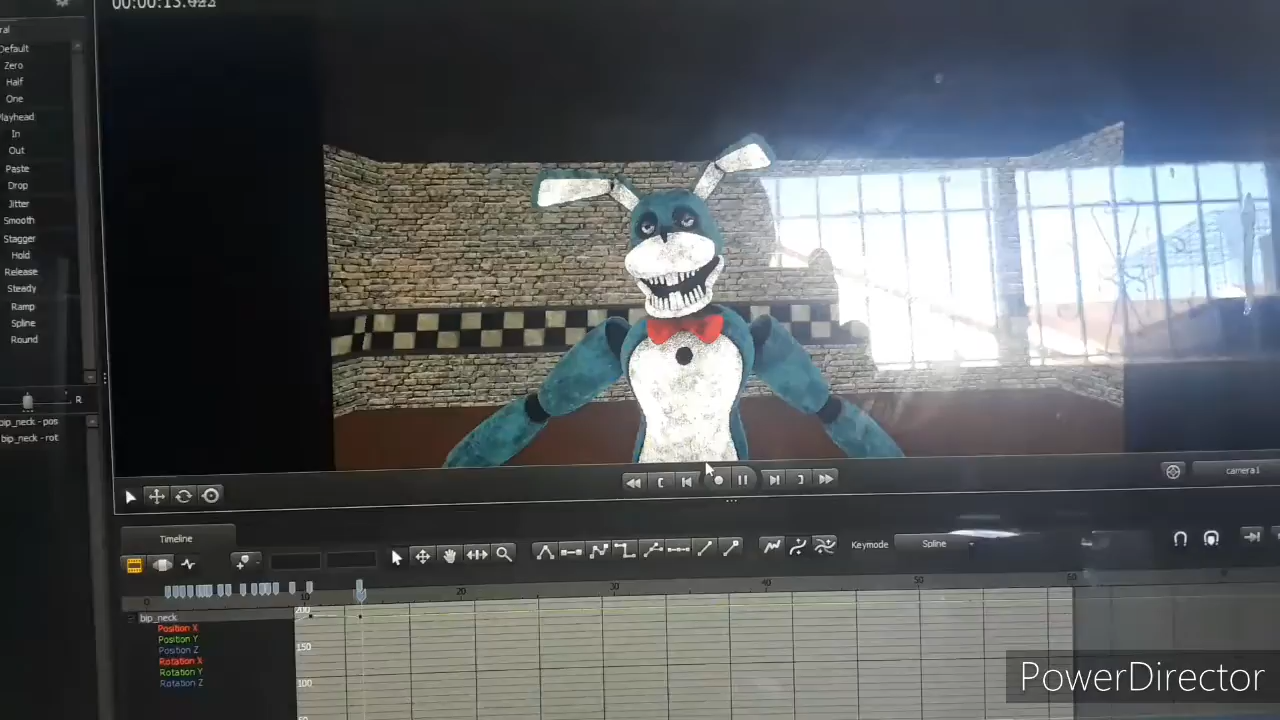 00:00:13.022
Default
Zero
Half
One
Playhead
In
Out
Paste
Drop
Jitter
Smooth
Stagger
Hold
Release
Steady
Ramp
Spline
Round
R
bip_neck - pos
bip_neck - rot
camera1
Timeline
Keymode Spline
0 10 20 30 40 50 60
bip_neck
Position X
Position Y
Position Z
Rotation X
Rotation Y
Rotation Z
200
150
100
PowerDirector